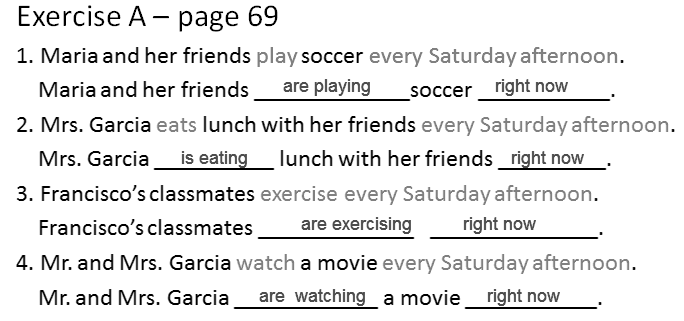 Exercise A – page 69
1. Maria and her friends play soccer every Saturday afternoon.
Maria and her friends are playing soccer right now.
2. Mrs. Garcia eats lunch with her friends every Saturday afternoon.
Mrs. Garcia is eating lunch with her friends right now.
3. Francisco's classmates exercise every Saturday afternoon.
Francisco's classmates are exercising right now.
4. Mr. and Mrs. Garcia watch a movie every Saturday afternoon.
Mr. and Mrs. Garcia are watching a movie right now.